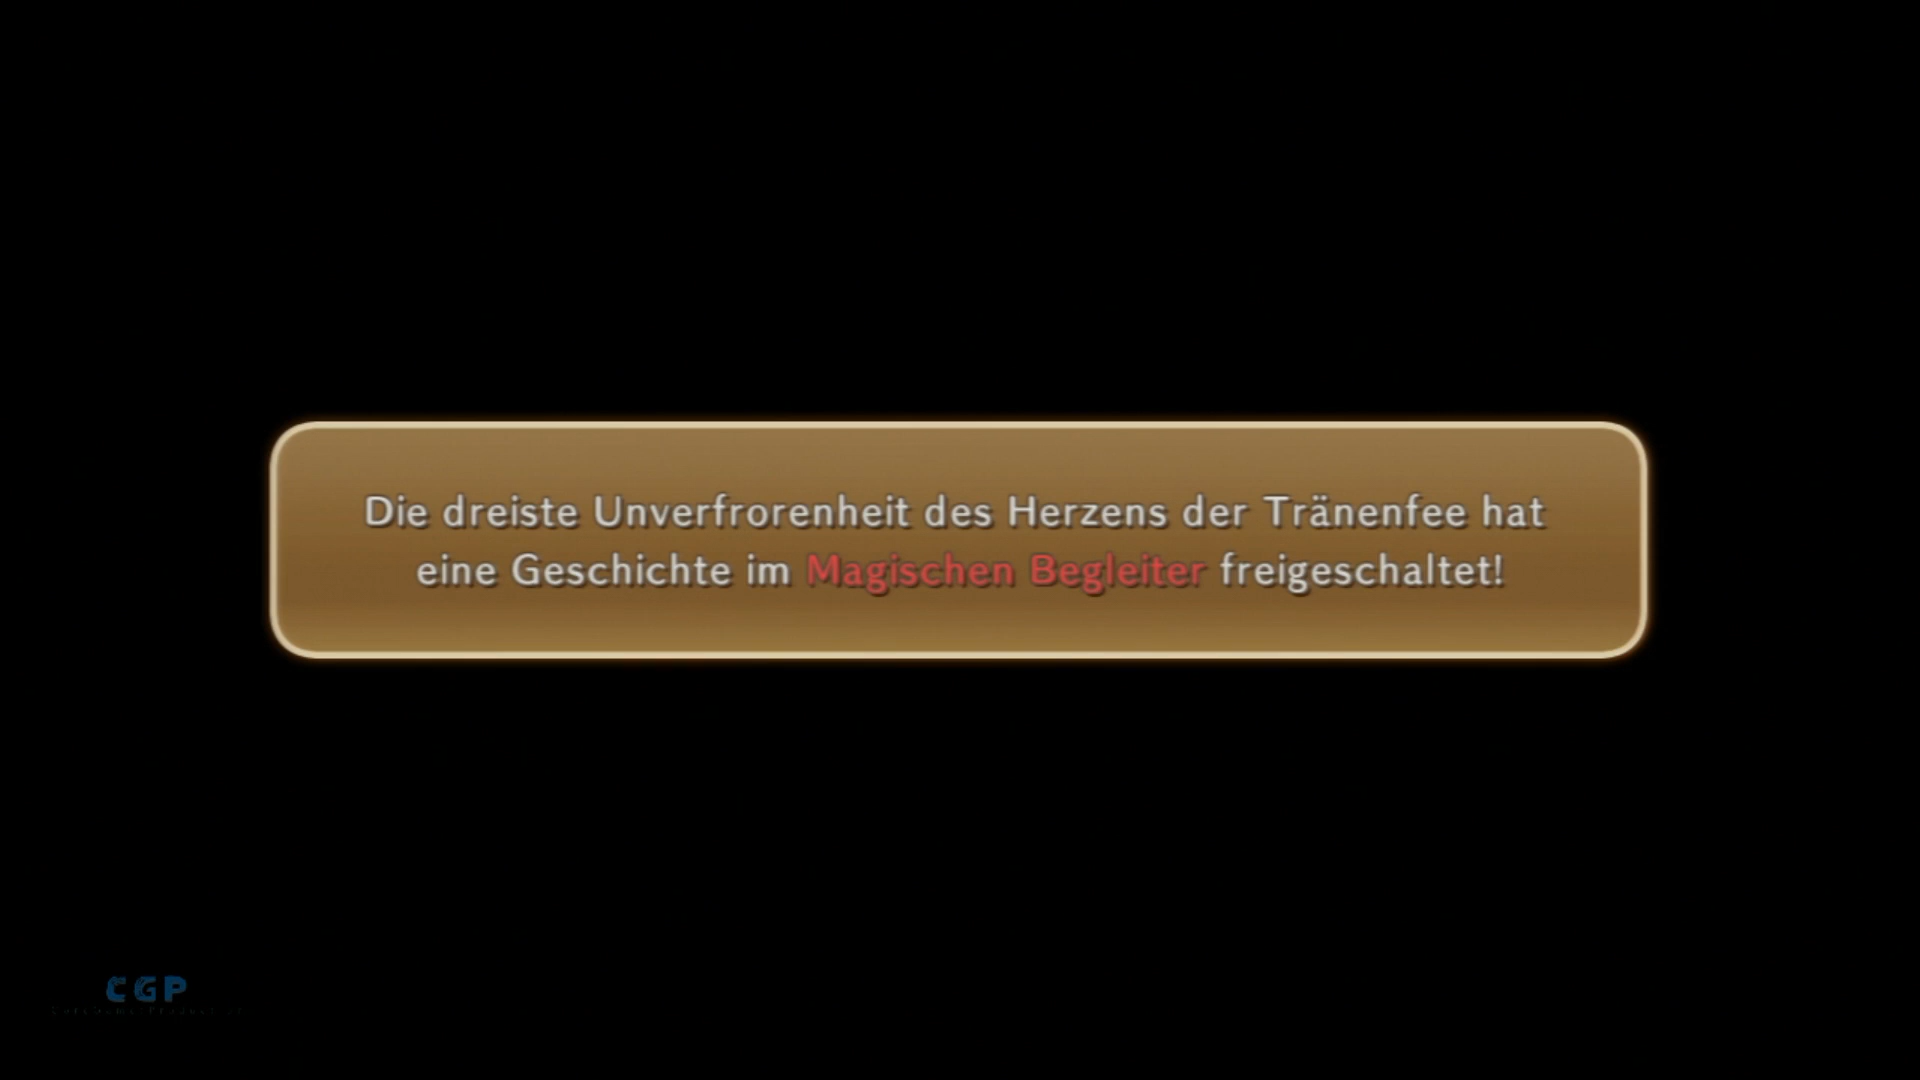 Die dreiste Unverfrorenheit des Herzens der Tränenfee hat
eine Geschichte im Magischen Begleiter freigeschaltet!
CGP